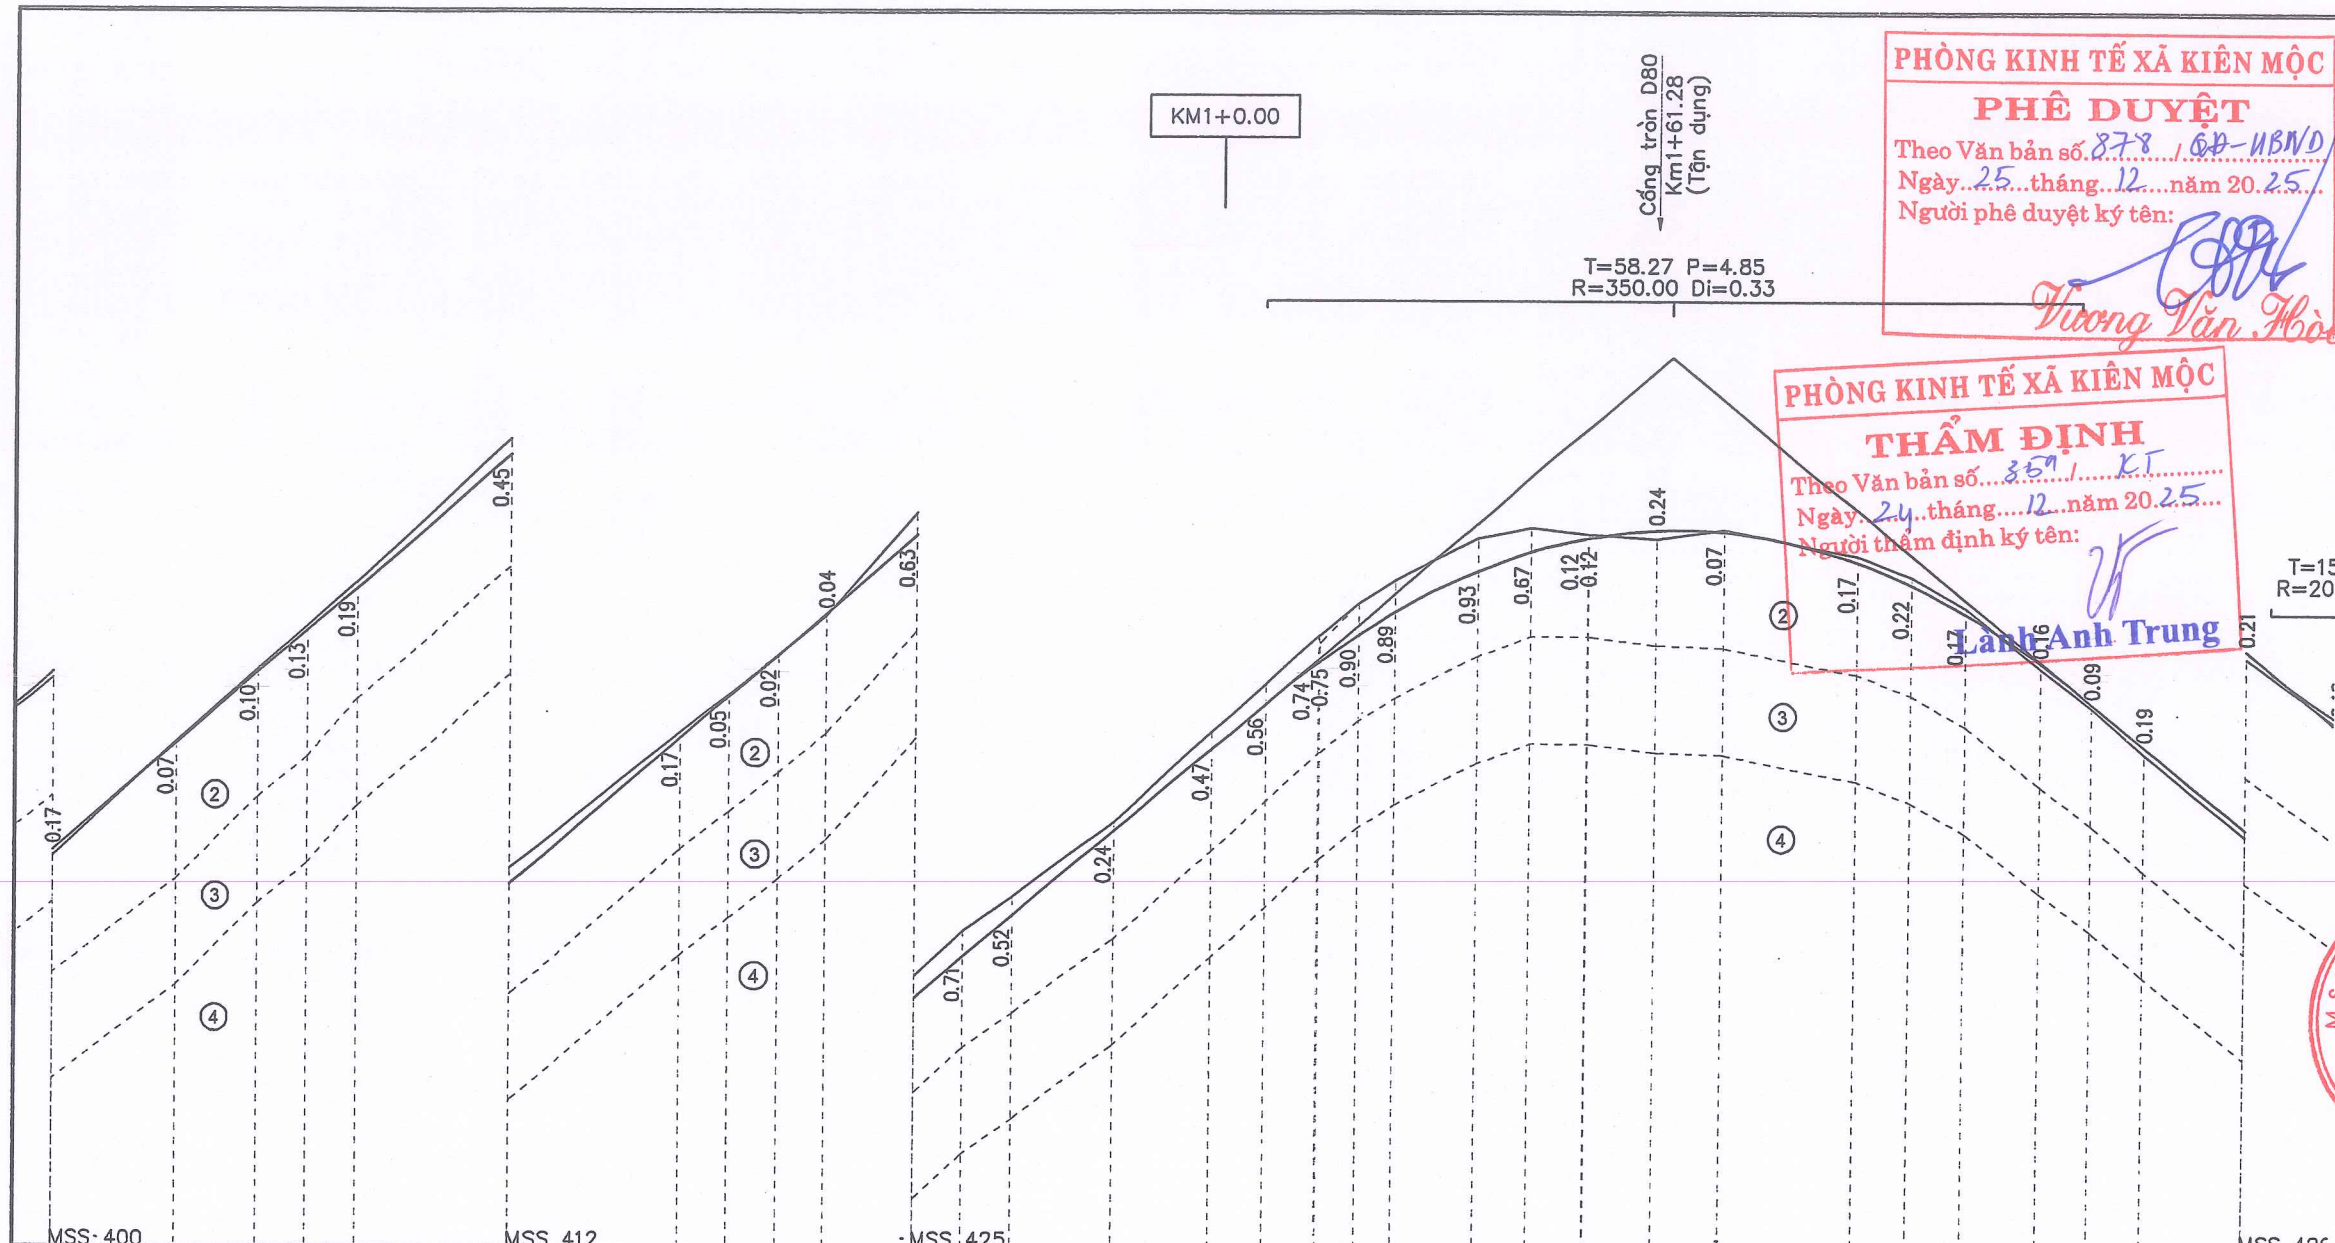 KM1+0.00
Cống tròn D80
Km1+61.28
(Tận dụng)
T=58.27 P=4.85
R=350.00 Di=0.33
PHÒNG KINH TẾ XÃ KIÊN MỘC
PHÊ DUYỆT
Theo Văn bản số 878 / QĐ-UBND
Ngày 25 tháng 12 năm 2025
Người phê duyệt ký tên:
Vương Văn
PHÒNG KINH TẾ XÃ KIÊN MỘC
THẨM ĐỊNH
Theo Văn bản số / KT
Ngày 24 tháng 12 năm 2025
Người thẩm định ký tên:
Lành Anh Trung
T=15
R=20
0.17
0.07
0.10
0.13
0.19
0.45
0.17
0.05
0.02
0.04
0.63
0.71
0.52
0.24
0.47
0.56
0.74
0.75
0.90
0.89
0.93
0.67
0.12
0.12
0.24
0.07
0.17
0.22
0.17
0.16
0.09
0.19
0.21
2
3
4
2
3
4
2
3
4
MSS: 400
MSS 412
MSS 425